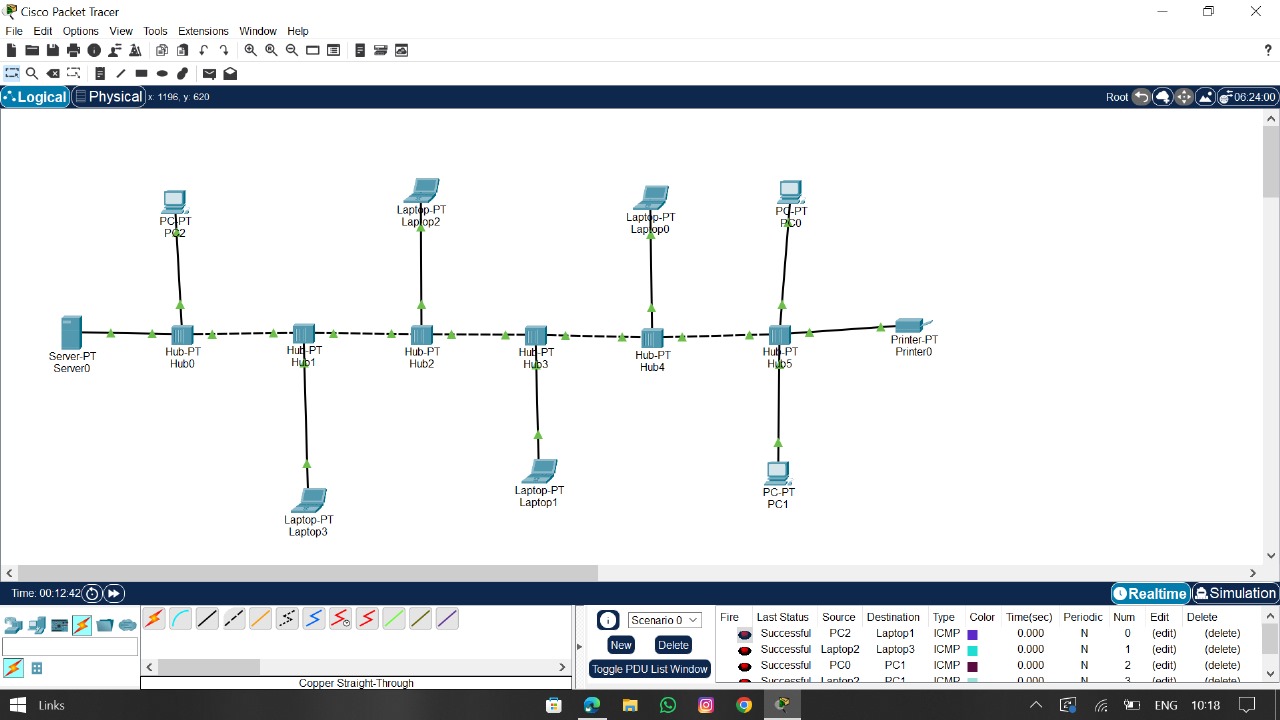 Cisco Packet Tracer
File Edit Options View Tools Extensions Window Help
Logical Physical x: 1196, y: 620 Root 06:24:00
PC-PT
PC2
Laptop-PT
Laptop2
Laptop-PT
Laptop0
PC-PT
PC0
Server-PT
Server0
Hub-PT
Hub0
Hub-PT
Hub1
Hub-PT
Hub2
Hub-PT
Hub3
Hub-PT
Hub4
Hub-PT
Hub5
Printer-PT
Printer0
Laptop-PT
Laptop3
Laptop-PT
Laptop1
PC-PT
PC1
Time: 00:12:42 Realtime Simulation
Scenario 0
New Delete
Toggle PDU List Window
Fire Last Status Source Destination Type Color Time(sec) Periodic Num Edit Delete
Successful PC2 Laptop1 ICMP 0.000 N 0 (edit) (delete)
Successful Laptop2 Laptop3 ICMP 0.000 N 1 (edit) (delete)
Successful PC0 PC1 ICMP 0.000 N 2 (edit) (delete)
Successful Laptop2 PC1 ICMP 0.000 N 3 (edit) (delete)
Copper Straight-Through
Links ENG 10:18